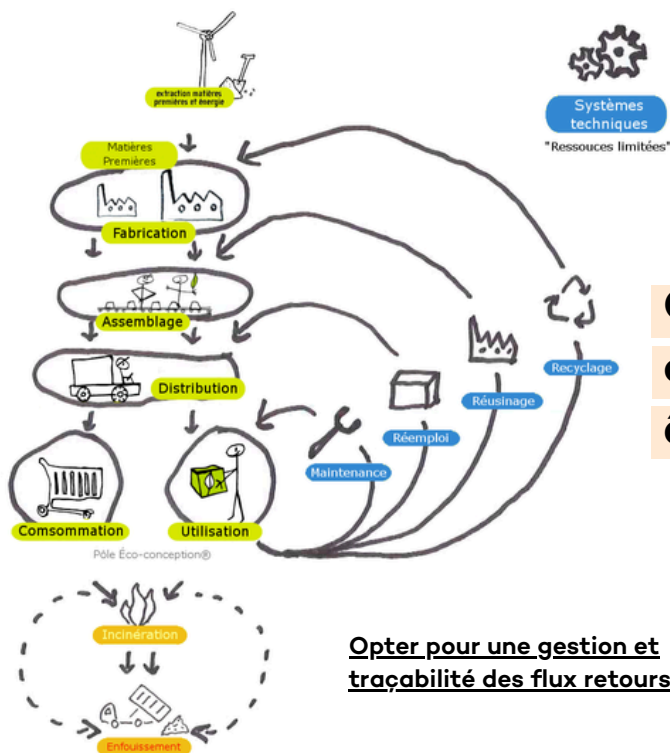 extraction matières
premières et énergie
Systèmes
techniques
"Ressouces limitées"
Matières
Premières
Fabrication
Assemblage
Distribution
Recyclage
Réusinage
Réemploi
Maintenance
Comsommation
Utilisation
Pôle Éco-conception®
Incinération
Enfouissement
Opter pour une gestion et
traçabilité des flux retours